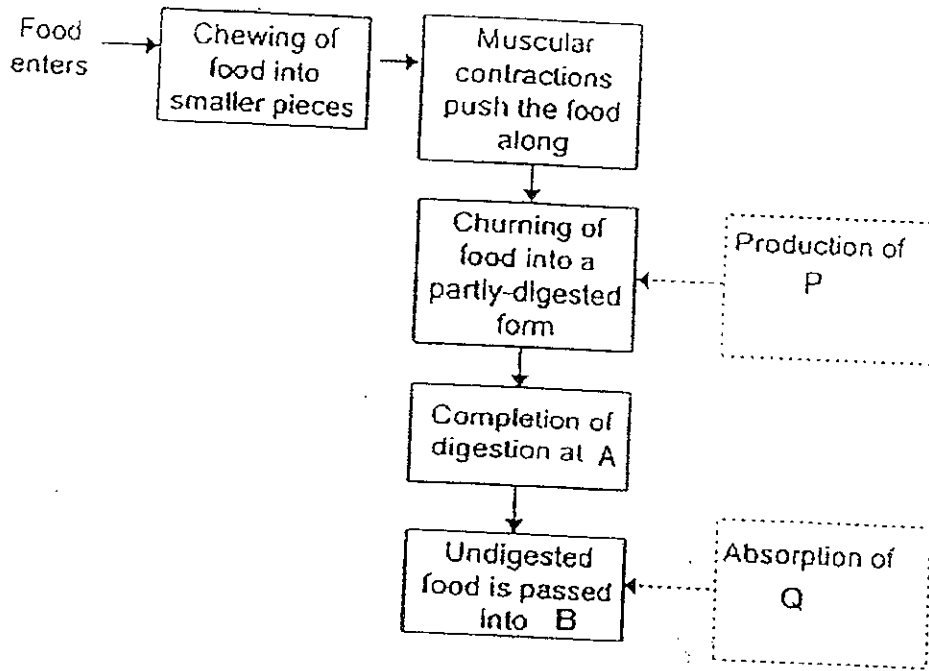 Food
enters
Chewing of
food into
smaller pieces
Muscular
contractions
push the food
along
Churning of
food into a
partly-digested
form
Production of
P
Completion of
digestion at A
Undigested
food is passed
into B
Absorption of
Q